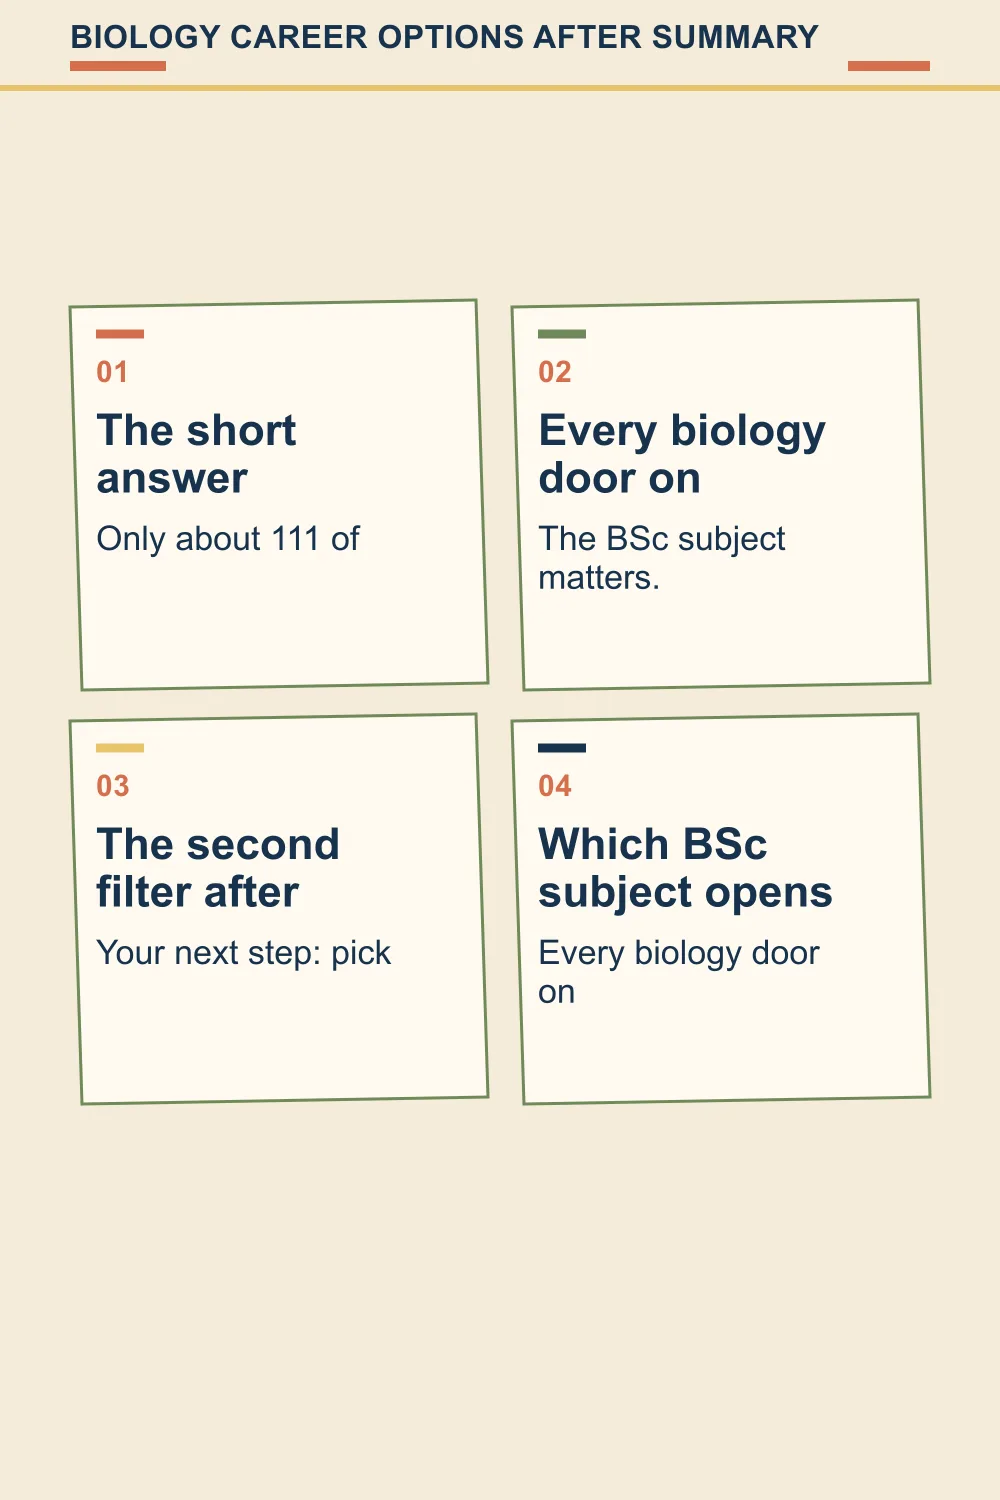 BIOLOGY CAREER OPTIONS AFTER SUMMARY
01
The short
answer
Only about 111 of
02
Every biology
door on
The BSc subject
matters.
03
The second
filter after
Your next step: pick
04
Which BSc
subject opens
Every biology door
on